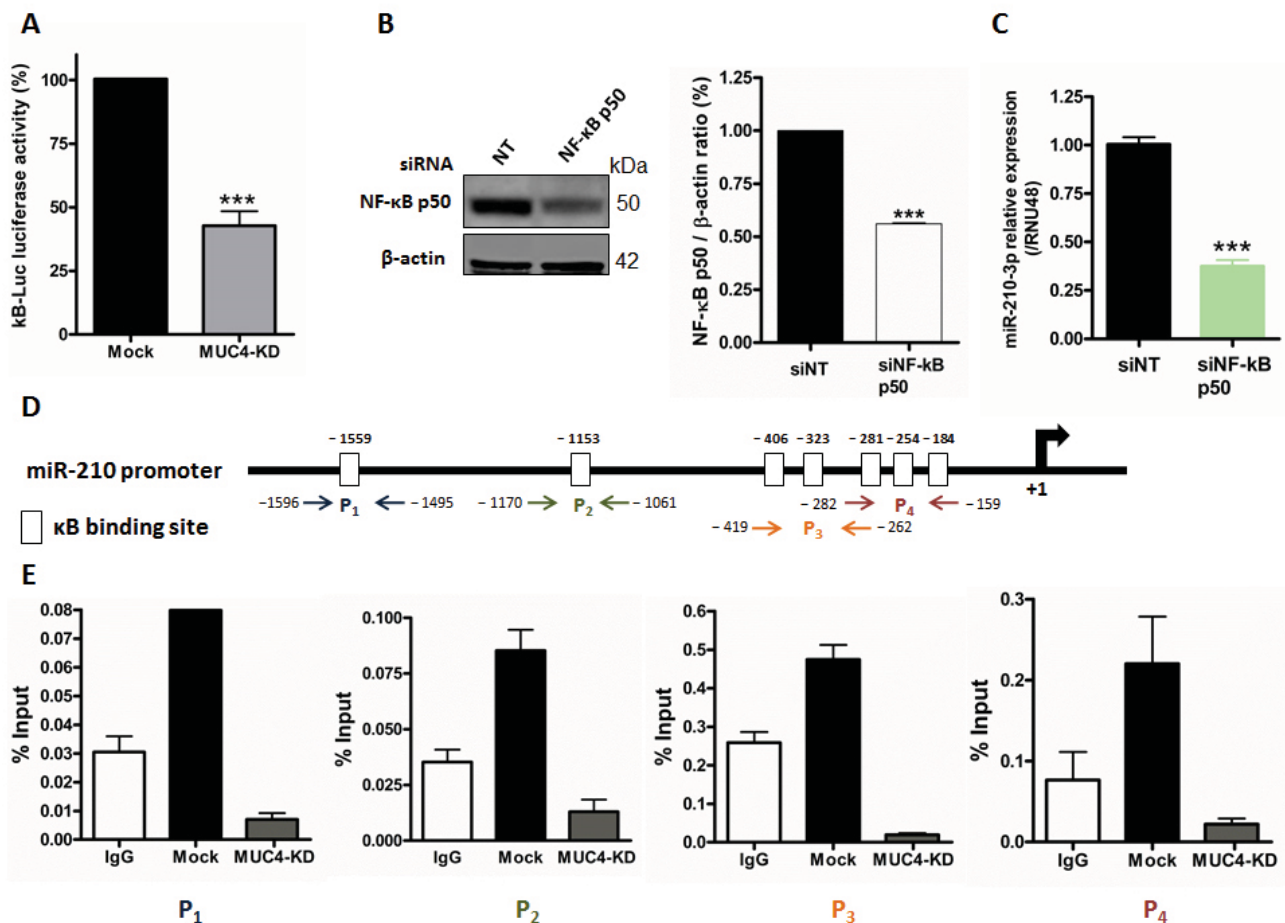 A
kB-Luc luciferase activity (%)
100
75
50
25
0
***
Mock
MUC4-KD
B
siRNA
NT
NF-κB p50
kDa
NF-κB p50
50
β-actin
42
NF-κB p50 / β-actin ratio (%)
1.25
1.00
0.75
0.50
0.25
0.00
***
siNT
siNF-kB
p50
C
miR-210-3p relative expression
(/RNU48)
1.25
1.00
0.75
0.50
0.25
0.00
***
siNT
siNF-kB
p50
D
– 1559
– 1153
– 406
– 323
– 281
– 254
– 184
miR-210 promoter
+1
–1596
P1
– 1495
–1170
P2
–1061
– 282
P4
– 159
– 419
P3
– 262
κB binding site
E
% Input
0.08
0.07
0.06
0.05
0.04
0.03
0.02
0.01
0.00
IgG
Mock
MUC4-KD
P1
% Input
0.100
0.075
0.050
0.025
0.000
IgG
Mock
MUC4-KD
P2
% Input
0.6
0.5
0.4
0.3
0.2
0.1
0.0
IgG
Mock
MUC4-KD
P3
% Input
0.3
0.2
0.1
0.0
IgG
Mock
MUC4-KD
P4